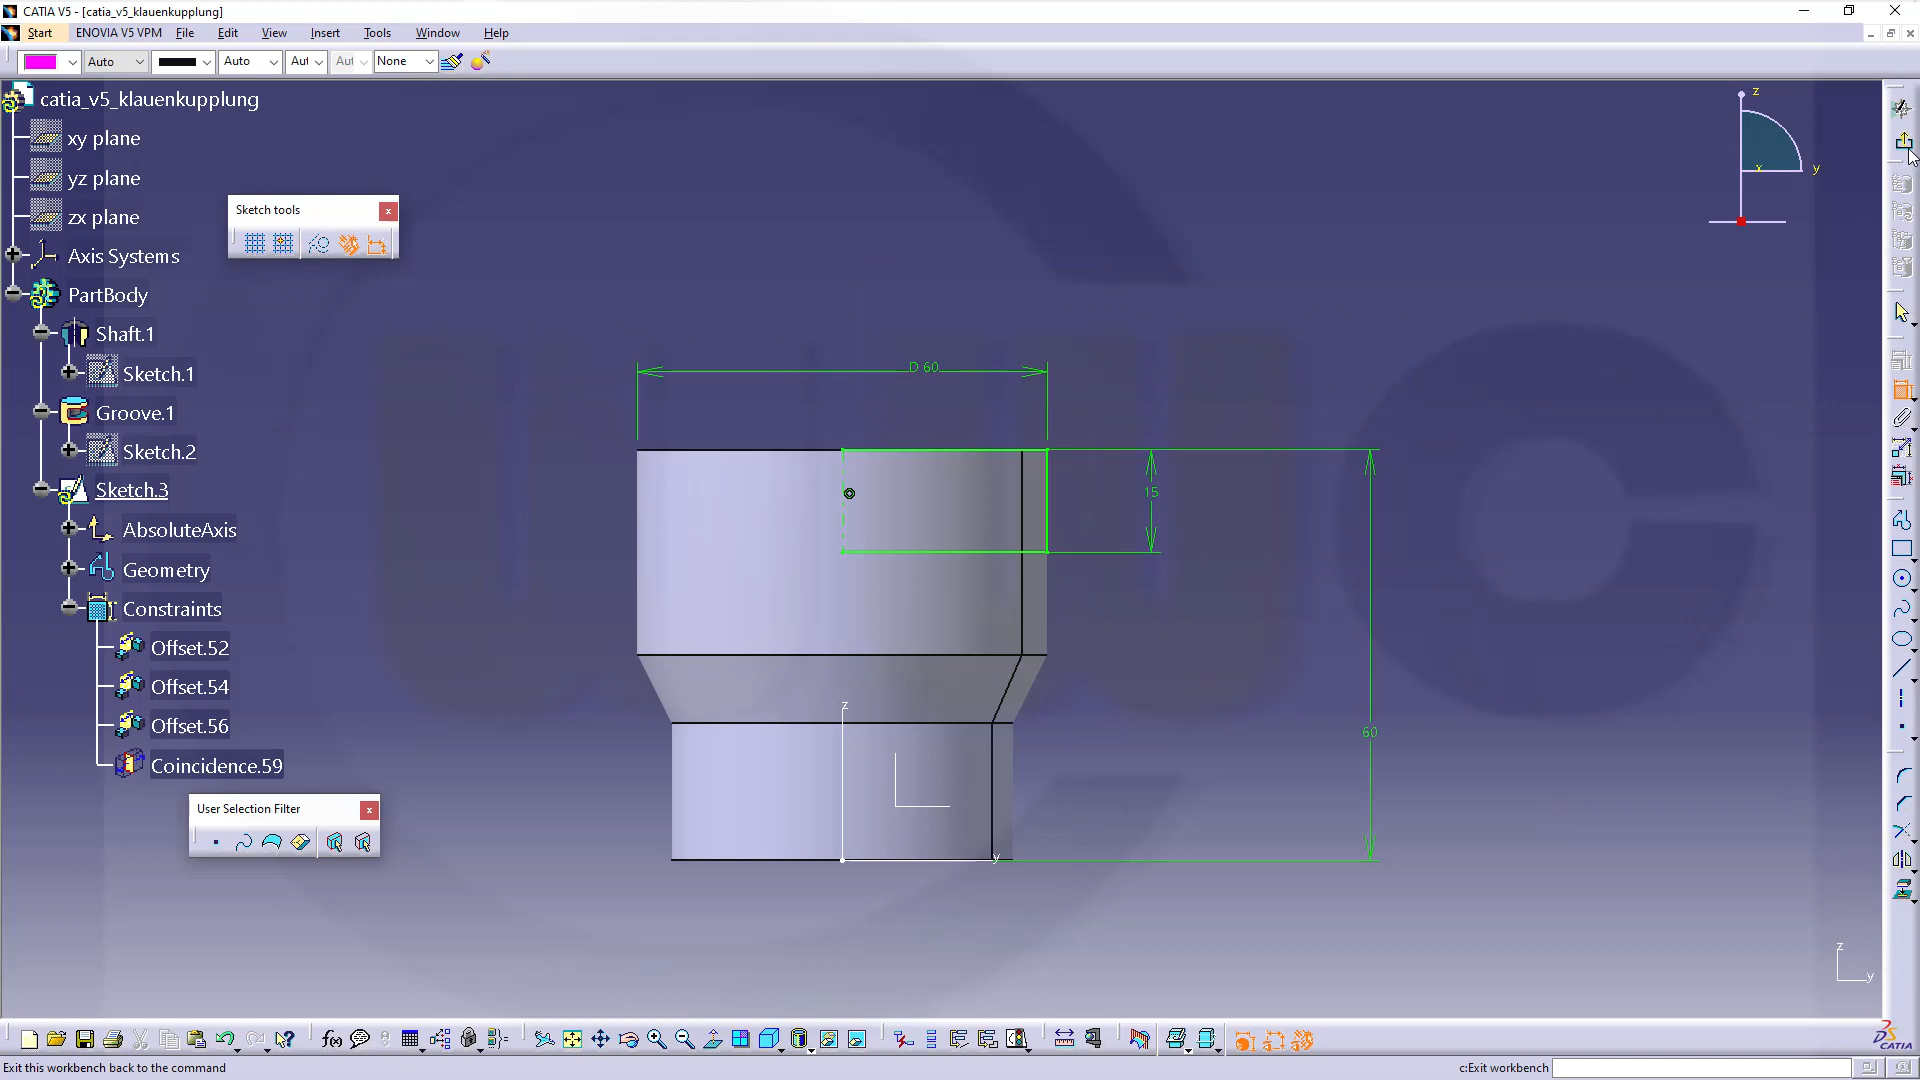 CATIA V5 - [catia_v5_klauenkupplung]
Start ENOVIA V5 VPM File Edit View Insert Tools Window Help
Auto Auto Aut Aut None
catia_v5_klauenkupplung
xy plane
yz plane
zx plane
Axis Systems
PartBody
Shaft.1
Sketch.1
Groove.1
Sketch.2
Sketch.3
AbsoluteAxis
Geometry
Constraints
Offset.52
Offset.54
Offset.56
Coincidence.59
Sketch tools
User Selection Filter
D 60
15
60
z
y
z
x
y
z
y
CATIA
Exit this workbench back to the command
c:Exit workbench